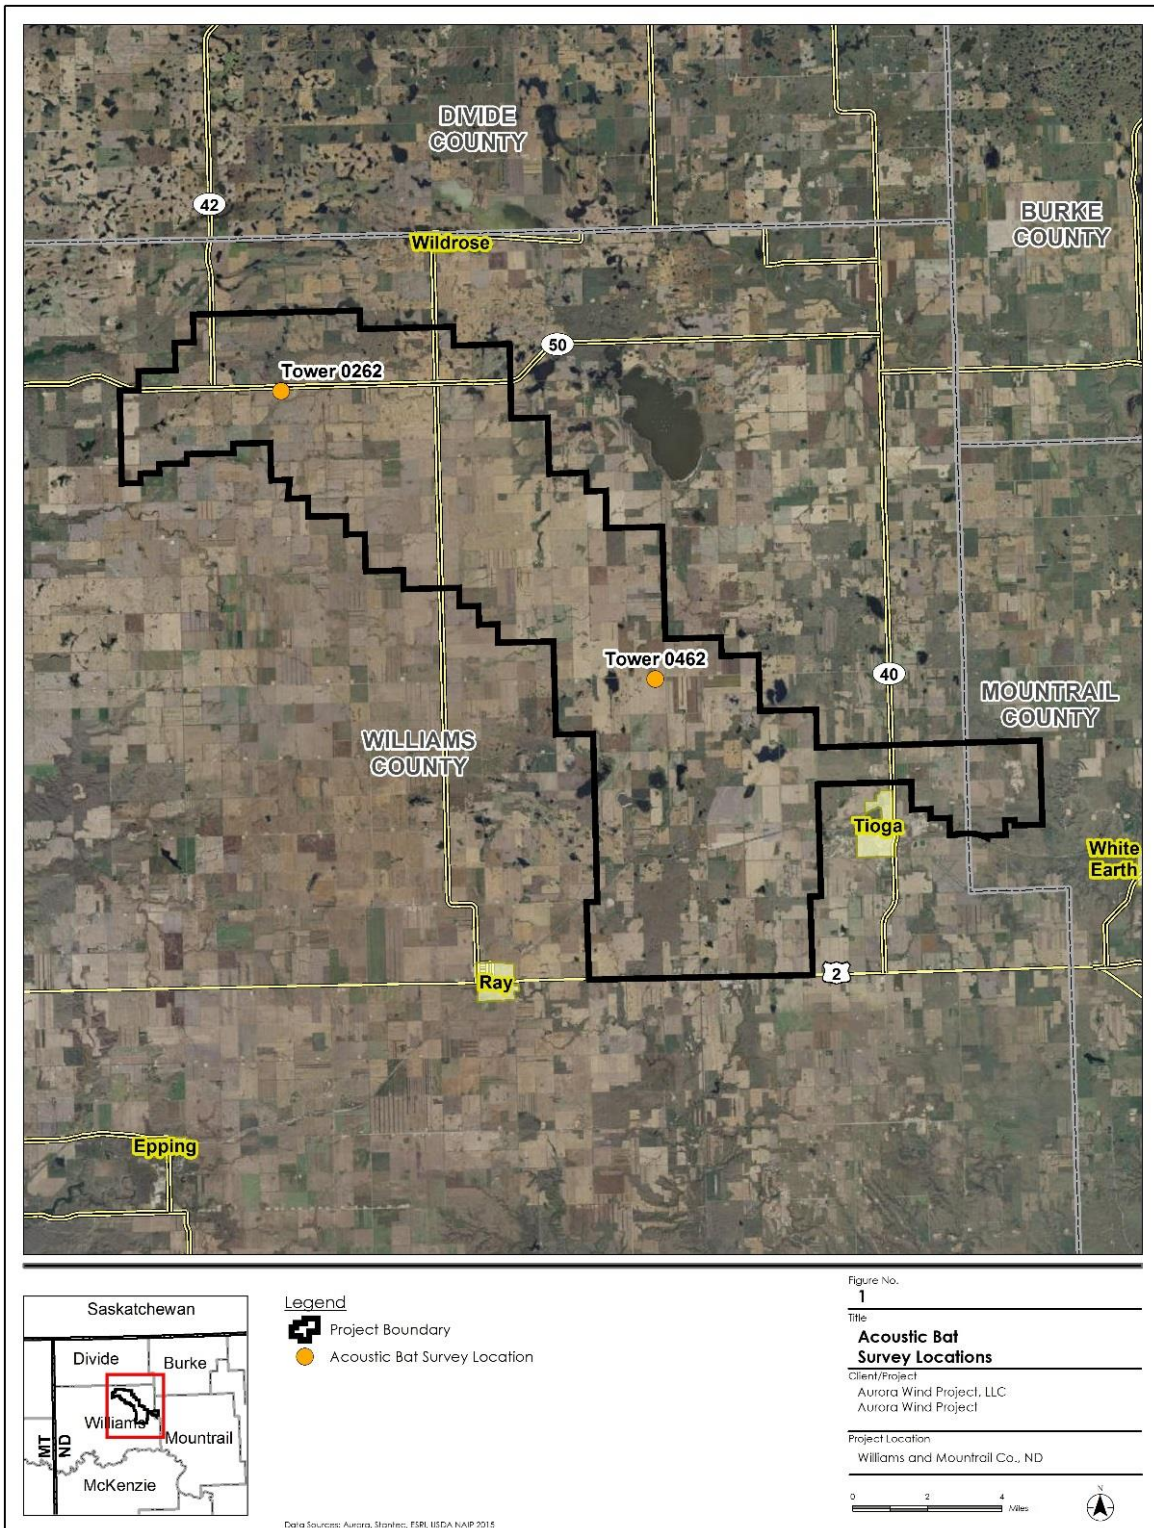 DIVIDE
COUNTY
42
BURKE
COUNTY
Wildrose
50
Tower 0262
Tower 0462
40
MOUNTRAIL
COUNTY
WILLIAMS
COUNTY
Tioga
White
Earth
2
Ray
Epping
Saskatchewan
Divide
Burke
Williams
Mountrail
MT
ND
McKenzie
Legend
Project Boundary
Acoustic Bat Survey Location
Data Sources: Aurora, Stantec, ESRI, USDA NAIP 2015
Figure No.
1
Title
Acoustic Bat
Survey Locations
Client/Project
Aurora Wind Project, LLC
Aurora Wind Project
Project Location
Williams and Mountrail Co., ND
0 2 4
Miles
N